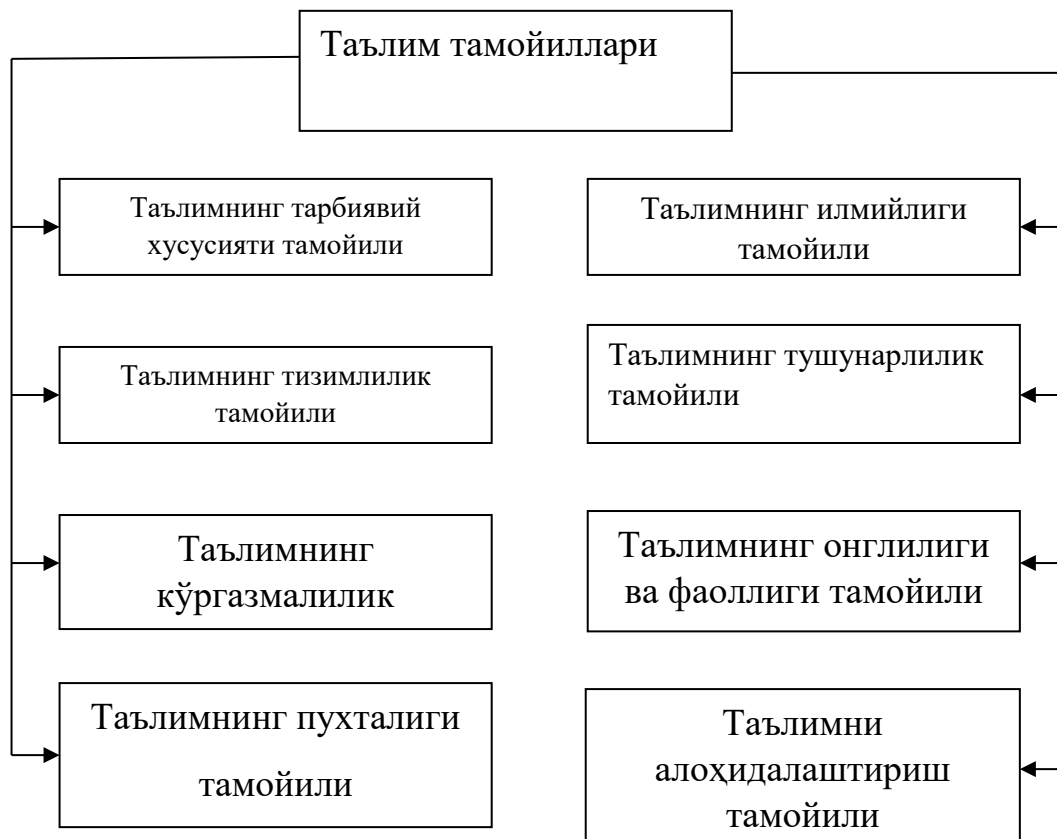 Таълим тамойиллари
Таълимнинг тарбиявий
хусусияти тамойили
Таълимнинг илмийлиги
тамойили
Таълимнинг тизимлилик
тамойили
Таълимнинг тушунарлилик
тамойили
Таълимнинг
кўргазмалилик
Таълимнинг онглилиги
ва фаоллиги тамойили
Таълимнинг пухталиги
тамойили
Таълимни
алоҳидалаштириш
тамойили